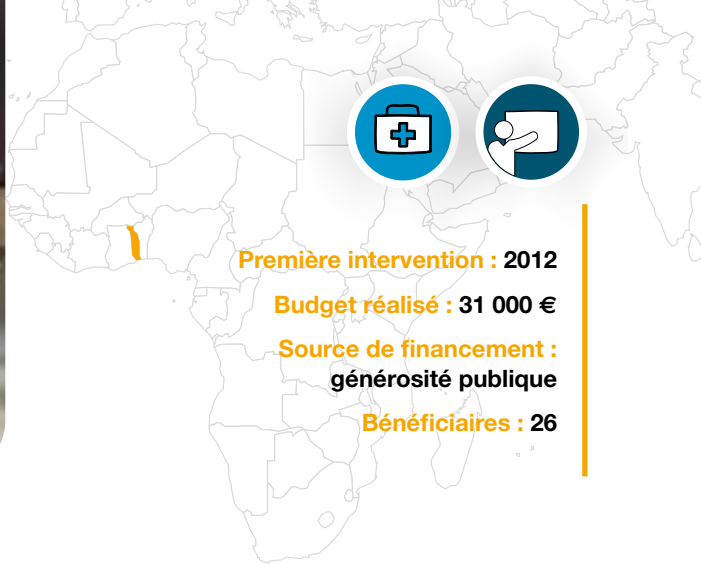 Première intervention : 2012
Budget réalisé : 31 000 €
Source de financement :
générosité publique
Bénéficiaires : 26